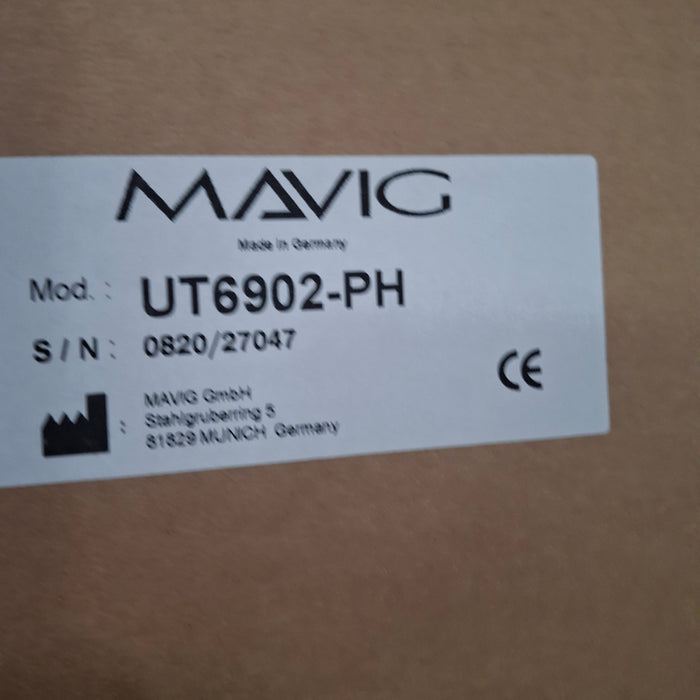 MAVIG
Made in Germany
Mod. : UT6902-PH
S / N : 0820/27047
: MAVIG GmbH
Stahlgruberring 5
81829 MUNICH Germany
CE